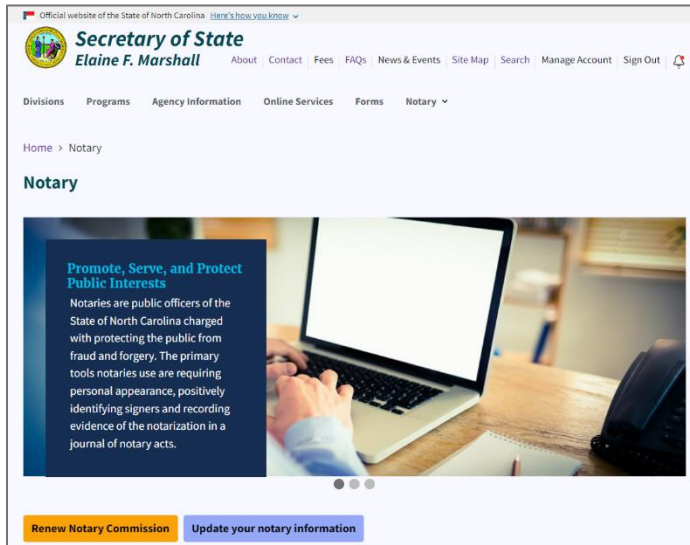 Official website of the State of North Carolina Here's how you know
Secretary of State
Elaine F. Marshall
About Contact Fees FAQs News & Events Site Map Search Manage Account Sign Out
Divisions Programs Agency Information Online Services Forms Notary
Home > Notary
Notary
Promote, Serve, and Protect
Public Interests
Notaries are public officers of the
State of North Carolina charged
with protecting the public from
fraud and forgery. The primary
tools notaries use are requiring
personal appearance, positively
identifying signers and recording
evidence of the notarization in a
journal of notary acts.
Renew Notary Commission Update your notary information